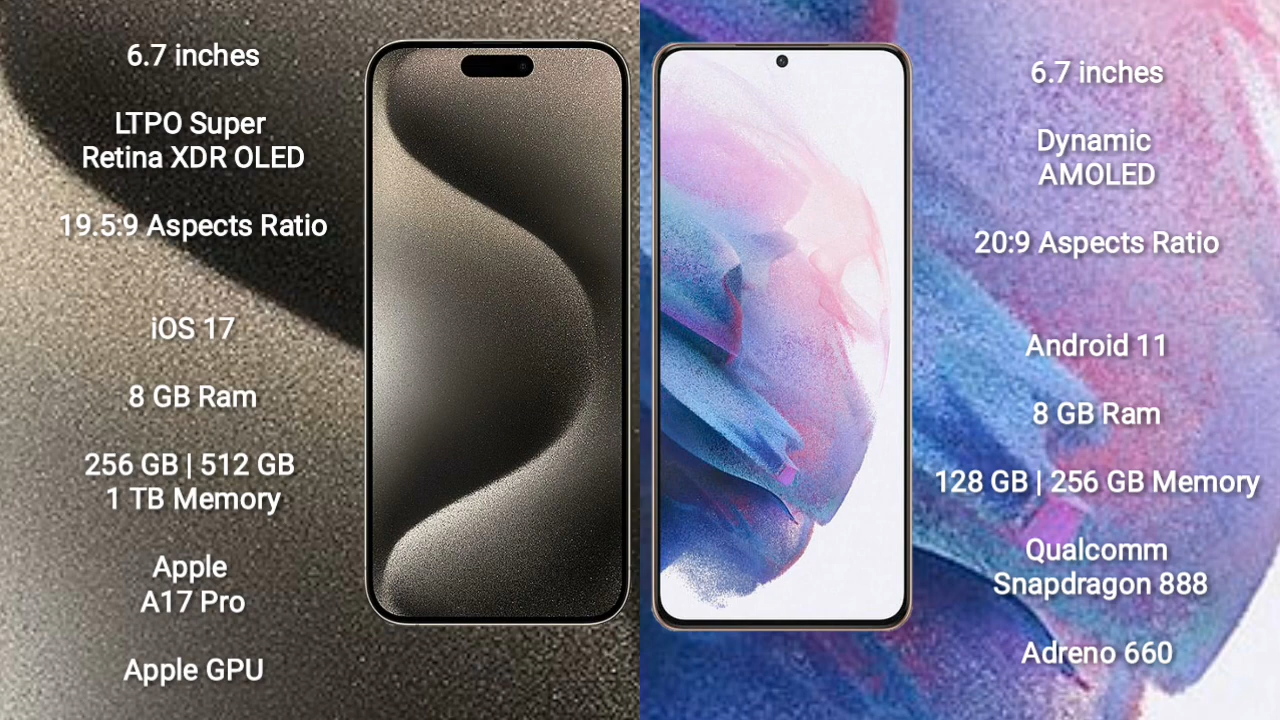 6.7 inches
LTPO Super
Retina XDR OLED
19.5:9 Aspects Ratio
iOS 17
8 GB Ram
256 GB | 512 GB
1 TB Memory
Apple
A17 Pro
Apple GPU
6.7 inches
Dynamic
AMOLED
20:9 Aspects Ratio
Android 11
8 GB Ram
128 GB | 256 GB Memory
Qualcomm
Snapdragon 888
Adreno 660